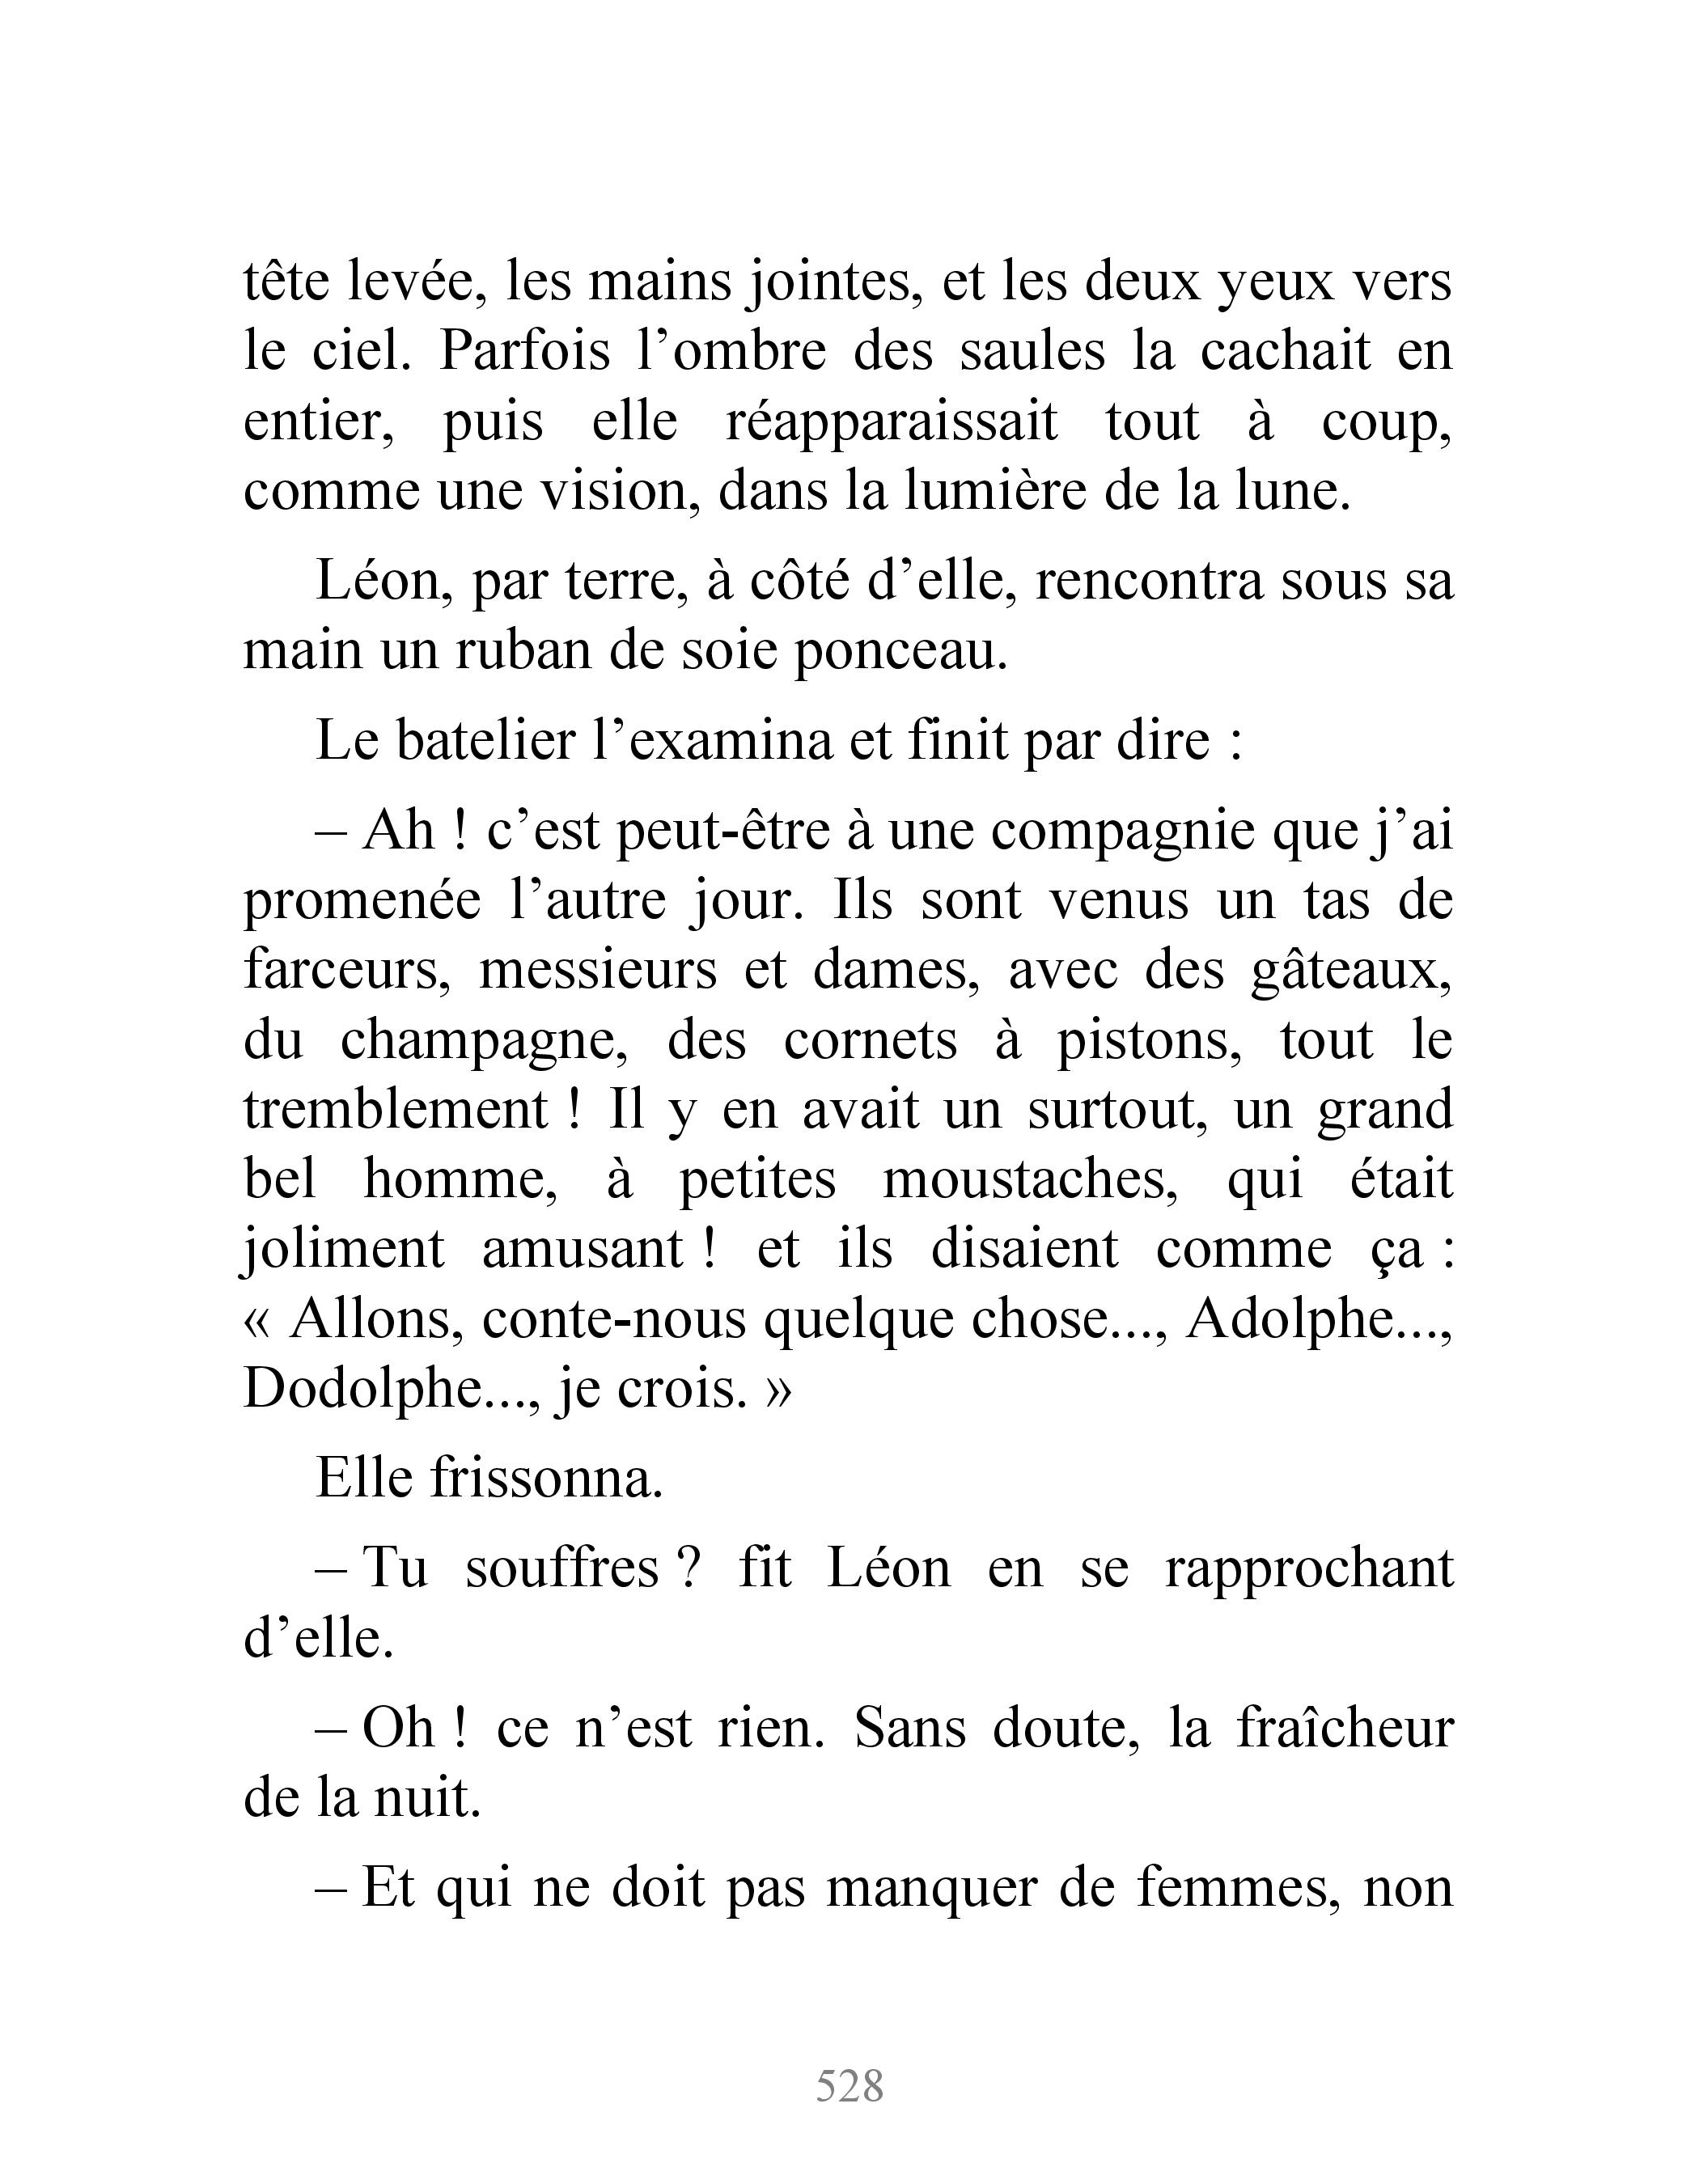 tête levée, les mains jointes, et les deux yeux vers
le ciel. Parfois l’ombre des saules la cachait en
entier, puis elle réapparaissait tout à coup,
comme une vision, dans la lumière de la lune.
Léon, par terre, à côté d’elle, rencontra sous sa
main un ruban de soie ponceau.
Le batelier l’examina et finit par dire :
– Ah ! c’est peut-être à une compagnie que j’ai
promenée l’autre jour. Ils sont venus un tas de
farceurs, messieurs et dames, avec des gâteaux,
du champagne, des cornets à pistons, tout le
tremblement ! Il y en avait un surtout, un grand
bel homme, à petites moustaches, qui était
joliment amusant ! et ils disaient comme ça :
« Allons, conte-nous quelque chose..., Adolphe...,
Dodolphe..., je crois. »
Elle frissonna.
– Tu souffres ? fit Léon en se rapprochant
d’elle.
– Oh ! ce n’est rien. Sans doute, la fraîcheur
de la nuit.
– Et qui ne doit pas manquer de femmes, non
528